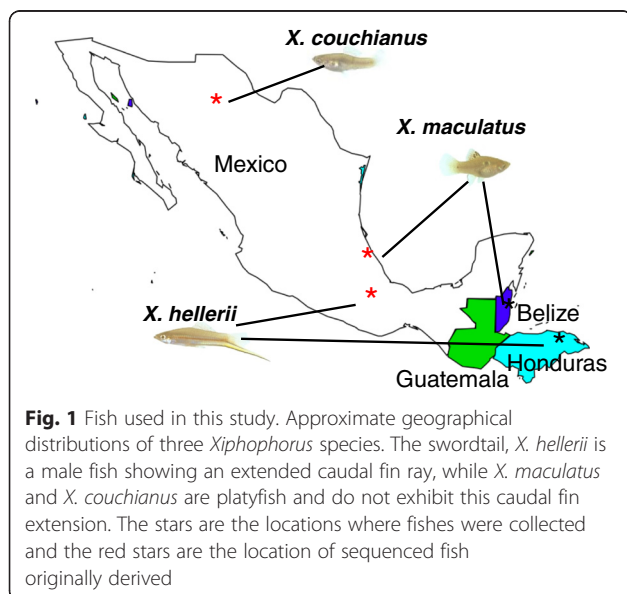 X. couchianus
*
X. maculatus
Mexico
*
*
X. hellerii
*
Belize
*
Honduras
Guatemala
Fig. 1 Fish used in this study. Approximate geographical
distributions of three Xiphophorus species. The swordtail, X. hellerii is
a male fish showing an extended caudal fin ray, while X. maculatus
and X. couchianus are platyfish and do not exhibit this caudal fin
extension. The stars are the locations where fishes were collected
and the red stars are the location of sequenced fish
originally derived